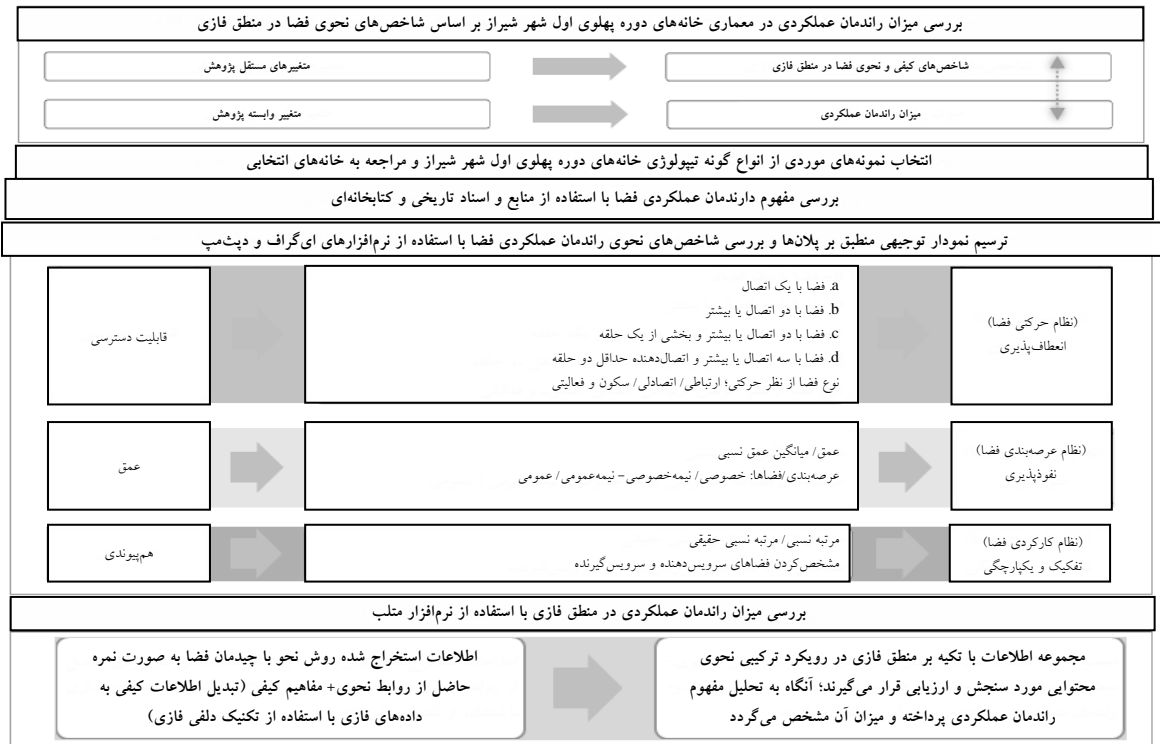 بررسی میزان راندمان عملکردی در معماری خانه‌های دوره پهلوی اول شهر شیراز بر اساس شاخص‌های نحوی فضا در منطق فازی
شاخص‌های کیفی و نحوی فضا در منطق فازی
متغیرهای مستقل پژوهش
میزان راندمان عملکردی
متغیر وابسته پژوهش
انتخاب نمونه‌های موردی از انواع گونه تیپولوژی خانه‌های دوره پهلوی اول شهر شیراز و مراجعه به خانه‌های انتخابی
بررسی مفهوم دارندمان عملکردی فضا با استفاده از منابع و اسناد تاریخی و کتابخانه‌ای
ترسیم نمودار توجیهی منطبق بر پلان‌ها و بررسی شاخص‌های نحوی راندمان عملکردی فضا با استفاده از نرم‌افزارهای ای‌گراف و دپث‌مپ
(نظام حرکتی فضا)
انعطاف‌پذیری
a. فضا با یک اتصال
b. فضا با دو اتصال یا بیشتر
c. فضا با دو اتصال یا بیشتر و بخشی از یک حلقه
d. فضا با سه اتصال یا بیشتر و اتصال‌دهنده حداقل دو حلقه
نوع فضا از نظر حرکتی؛ ارتباطی/ اتصادلی/ سکون و فعالیتی
قابلیت دسترسی
(نظام عرصه‌بندی فضا)
نفوذپذیری
عمق/ میانگین عمق نسبی
عرصه‌بندی/فضاها: خصوصی/ نیمه‌خصوصی- نیمه‌عمومی/ عمومی
عمق
(نظام کارکردی فضا)
تفکیک و یکپارچگی
مرتبه نسبی/ مرتبه نسبی حقیقی
مشخص‌کردن فضاهای سرویس‌دهنده و سرویس‌گیرنده
هم‌پیوندی
بررسی میزان راندمان عملکردی در منطق فازی با استفاده از نرم‌افزار متلب
مجموعه اطلاعات با تکیه بر منطق فازی در رویکرد ترکیبی نحوی
محتوایی مورد سنجش و ارزیابی قرار می‌گیرند؛ آنگاه به تحلیل مفهوم
راندمان عملکردی پرداخته و میزان آن مشخص می‌گردد
اطلاعات استخراج شده روش نحو با چیدمان فضا به صورت نمره
حاصل از روابط نحوی+ مفاهیم کیفی (تبدیل اطلاعات کیفی به
داده‌های فازی با استفاده از تکنیک دلفی فازی)